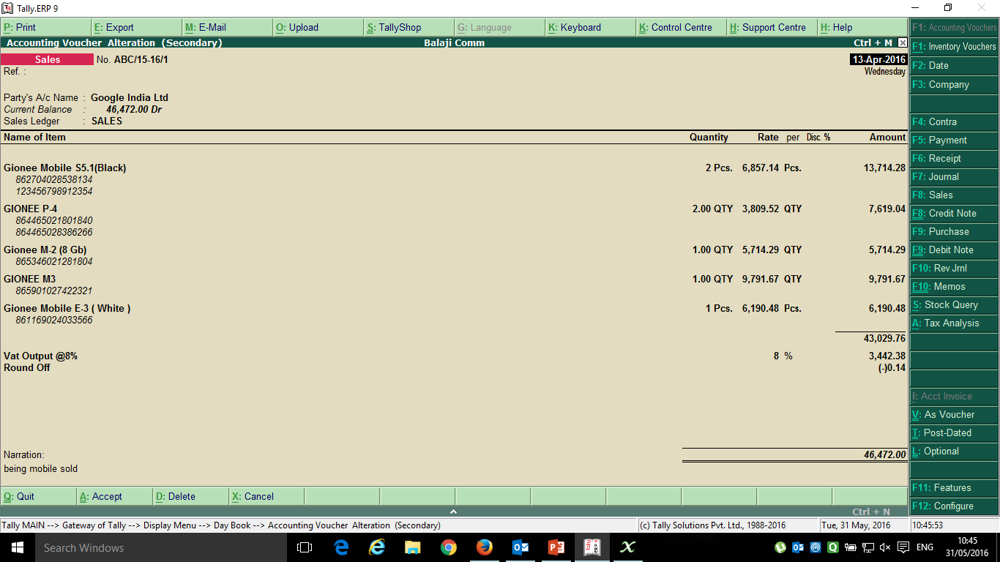 Tally.ERP 9
P: Print E: Export M: E-Mail O: Upload S: TallyShop G: Language K: Keyboard K: Control Centre H: Support Centre H: Help
Accounting Voucher Alteration (Secondary) Balaji Comm Ctrl + M
Sales No. ABC/15-16/1 13-Apr-2016
Ref. : Wednesday
Party's A/c Name : Google India Ltd
Current Balance : 46,472.00 Dr
Sales Ledger : SALES
Name of Item Quantity Rate per Disc. % Amount
Gionee Mobile S5.1(Black) 2 Pcs. 6,857.14 Pcs. 13,714.28
862704028538134
123456798912354
GIONEE P-4 2.00 QTY 3,809.52 QTY 7,619.04
864465021801840
864465028386266
Gionee M-2 (8 Gb) 1.00 QTY 5,714.29 QTY 5,714.29
865346021281804
GIONEE M3 1.00 QTY 9,791.67 QTY 9,791.67
865901027422321
Gionee Mobile E-3 ( White ) 1 Pcs. 6,190.48 Pcs. 6,190.48
861169024033566
43,029.76
Vat Output @8% 8 % 3,442.38
Round Off (-)0.14
Narration: 46,472.00
being mobile sold
F1: Accounting Vouchers
F1: Inventory Vouchers
F2: Date
F3: Company
F4: Contra
F5: Payment
F6: Receipt
F7: Journal
F8: Sales
F8: Credit Note
F9: Purchase
F9: Debit Note
F10: Rev Jrnl
F10: Memos
S: Stock Query
A: Tax Analysis
I: Acct Invoice
V: As Voucher
T: Post-Dated
L: Optional
F11: Features
F12: Configure
Q: Quit A: Accept D: Delete X: Cancel
Ctrl + N
Tally MAIN --> Gateway of Tally --> Display Menu --> Day Book --> Accounting Voucher Alteration (Secondary) (c) Tally Solutions Pvt. Ltd., 1988-2016 Tue, 31 May, 2016 10:45:53
Search Windows ENG 10:45
31/05/2016